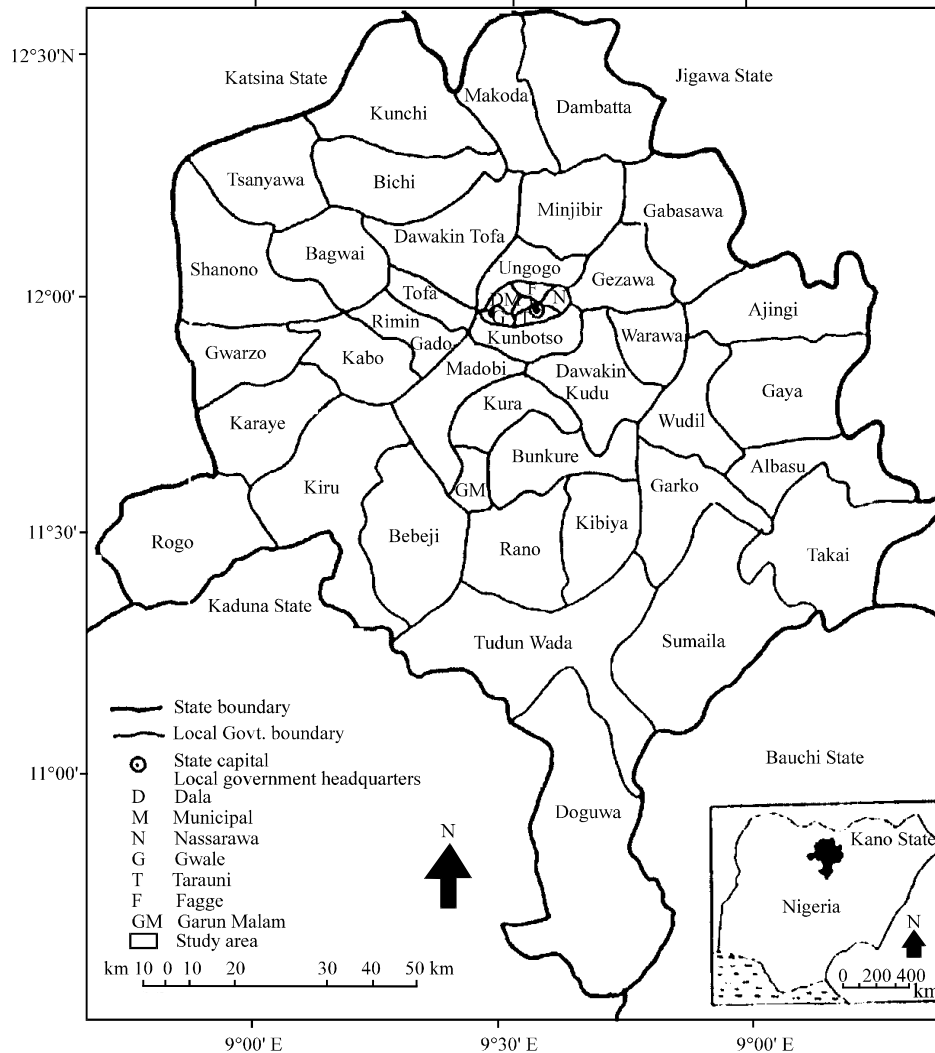 12°30'N
Katsina State
Jigawa State
Makoda
Kunchi
Dambatta
Tsanyawa
Bichi
Minjibir
Gabasawa
Dawakin Tofa
Bagwai
Shanono
Ungogo
Gezawa
Tofa
F
N
DM
12°00'
G
T
Ajingi
Rimin
Gado
Kunbotso
Warawa
Gwarzo
Kabo
Madobi
Dawakin
Kudu
Gaya
Kura
Karaye
Wudil
Bunkure
Albasu
Kiru
GM
Garko
11°30'
Kibiya
Bebeji
Rano
Rogo
Takai
Kaduna State
Tudun Wada
Sumaila
State boundary
Local Govt. boundary
State capital
Local government headquarters
11°00'
D Dala
M Municipal
N Nassarawa
G Gwale
T Tarauni
F Fagge
GM Garun Malam
Study area
km 10 0 10 20 30 40 50 km
N
Doguwa
Bauchi State
Kano State
Nigeria
N
0 200 400
km
9°00' E
9°30' E
9°00' E